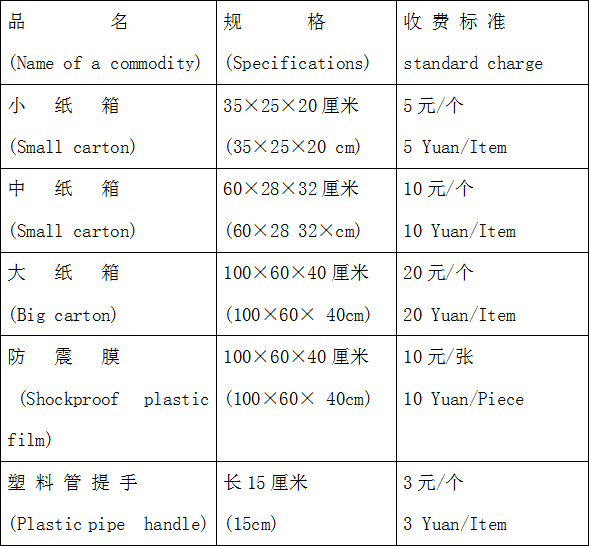 品 名 规 格 收 费 标 准
(Name of a commodity) (Specifications) standard charge
小 纸 箱 35×25×20 厘米 5 元/个
(Small carton) (35×25×20 cm) 5 Yuan/Item
中 纸 箱 60×28×32 厘米 10 元/个
(Small carton) (60×28 32×cm) 10 Yuan/Item
大 纸 箱 100×60×40 厘米 20 元/个
(Big carton) (100×60× 40cm) 20 Yuan/Item
防 震 膜 100×60×40 厘米 10 元/张
(Shockproof plastic (100×60× 40cm) 10 Yuan/Piece
film)
塑 料 管 提 手 长 15 厘米 3 元/个
(Plastic pipe handle) (15cm) 3 Yuan/Item